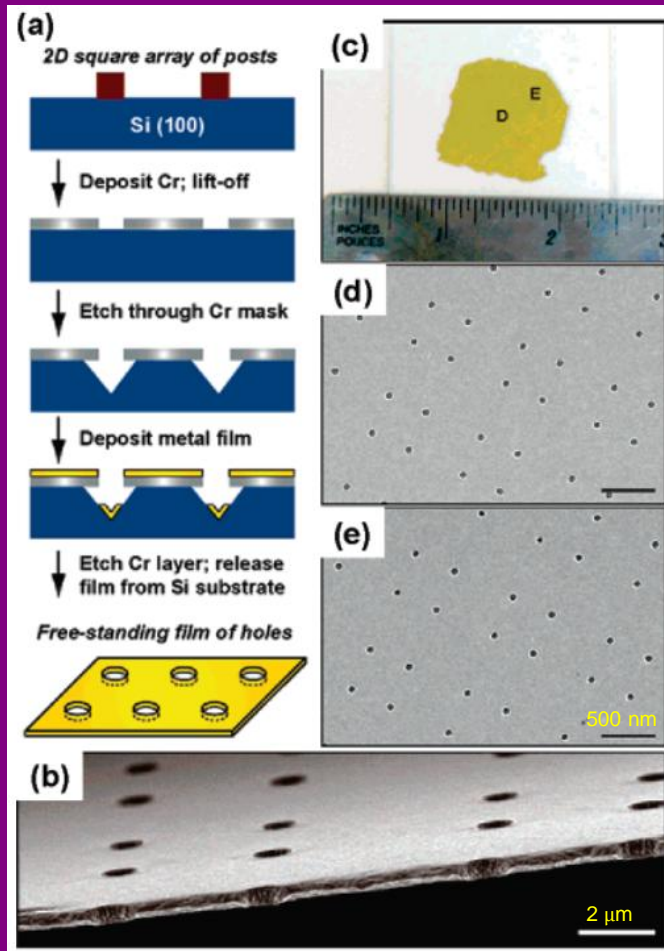 (a)
2D square array of posts
Si (100)
Deposit Cr; lift-off
Etch through Cr mask
Deposit metal film
Etch Cr layer; release
film from Si substrate
Free-standing film of holes
(b)
2 μm
(c)
E
D
INCHES
POUCES
1
2
3
(d)
(e)
500 nm